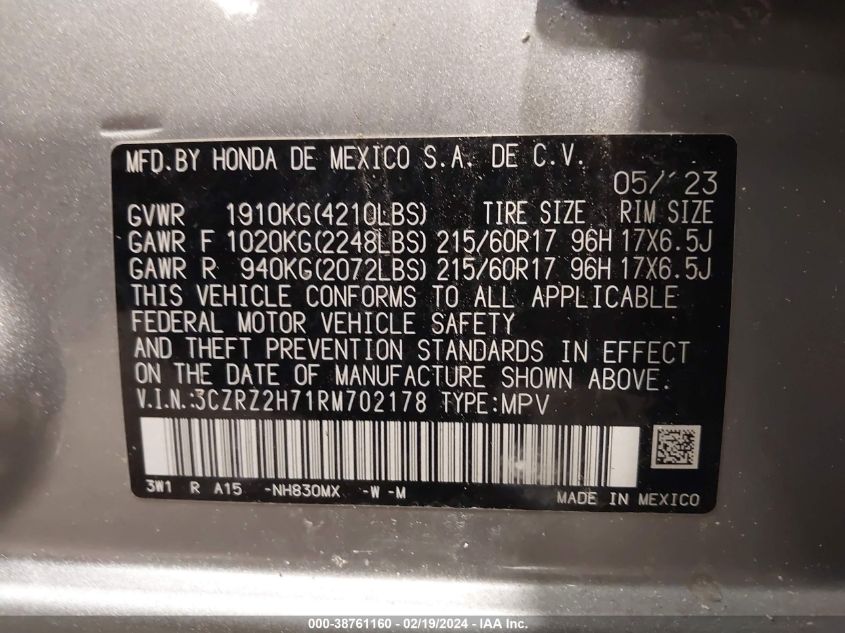 MFD.BY HONDA DE MEXICO S.A. DE C.V.
05/'23
GVWR 1910KG(4210LBS) TIRE SIZE RIM SIZE
GAWR F 1020KG(2248LBS) 215/60R17 96H 17X6.5J
GAWR R 940KG(2072LBS) 215/60R17 96H 17X6.5J
THIS VEHICLE CONFORMS TO ALL APPLICABLE
FEDERAL MOTOR VEHICLE SAFETY
AND THEFT PREVENTION STANDARDS IN EFFECT
ON THE DATE OF MANUFACTURE SHOWN ABOVE.
V.I.N.:3CZRZ2H71RM702178 TYPE:MPV
3W1 R A15 -NH830MX -W -M
MADE IN MEXICO
000-38761160 - 02/19/2024 - IAA Inc.